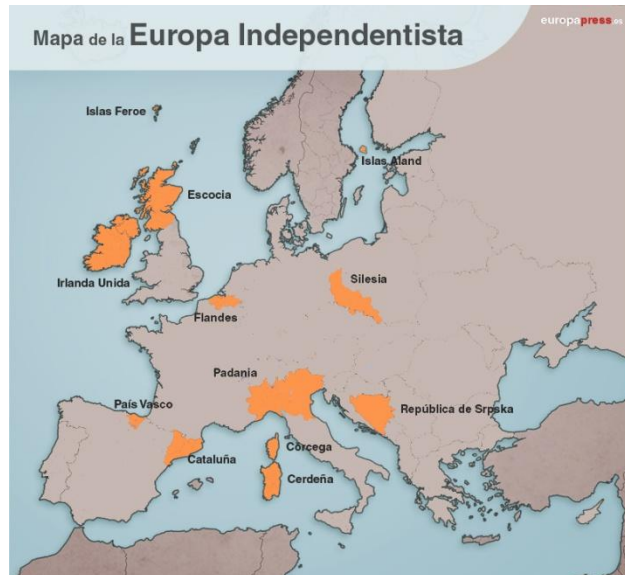 Mapa de la Europa Independentista
europapress.es
Islas Feroe
Islas Aland
Escocia
Irlanda Unida
Silesia
Flandes
Padania
País Vasco
República de Srpska
Córcega
Cataluña
Cerdeña